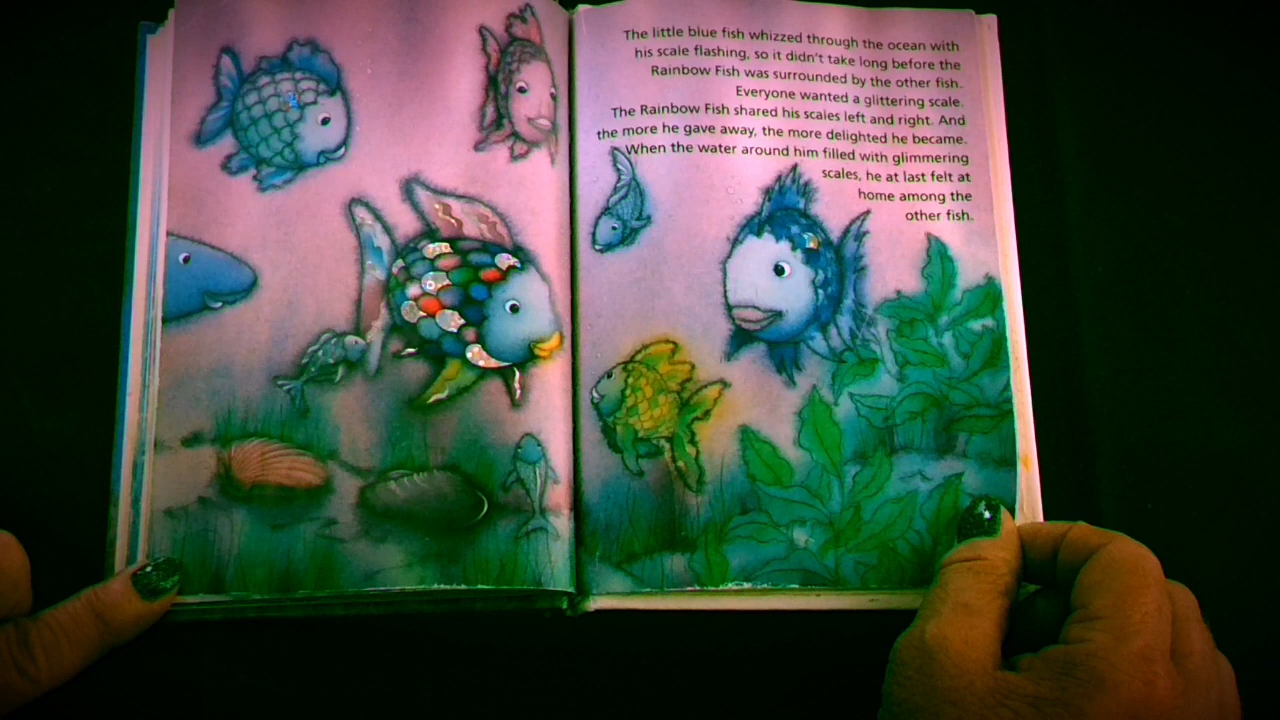 The little blue fish whizzed through the ocean with
his scale flashing, so it didn't take long before the
Rainbow Fish was surrounded by the other fish.
Everyone wanted a glittering scale.
The Rainbow Fish shared his scales left and right. And
the more he gave away, the more delighted he became.
When the water around him filled with glimmering
scales, he at last felt at
home among the
other fish.